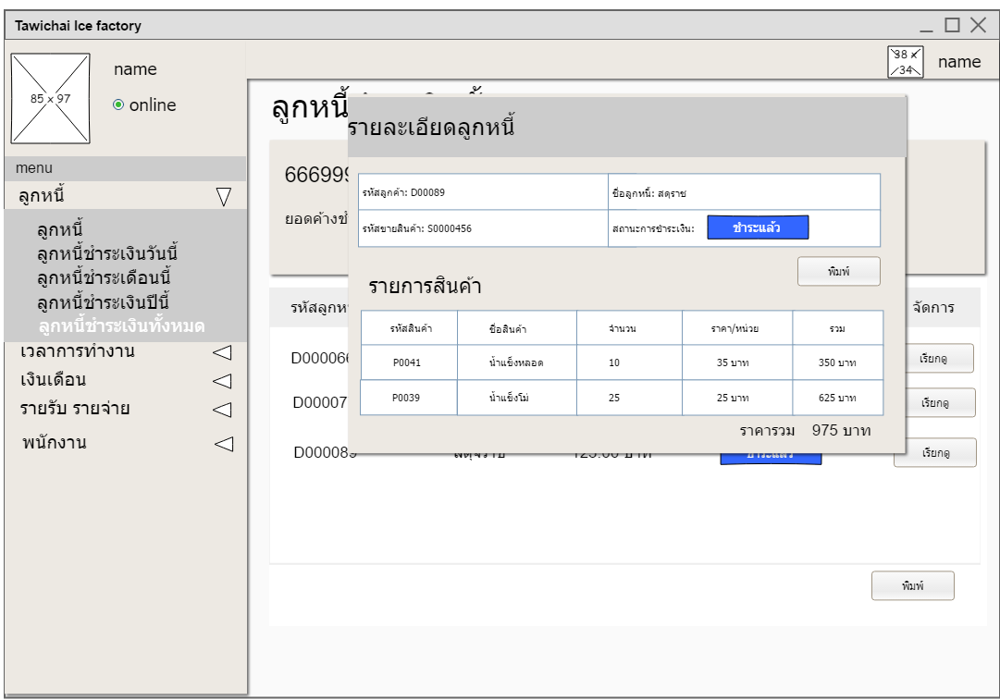 Tawichai Ice factory
85 x 97
name
online
38 x 34
name
menu
ลูกหนี้
ลูกหนี้
ลูกหนี้ชำระเงินวันนี้
ลูกหนี้ชำระเดือนนี้
ลูกหนี้ชำระเงินปีนี้
ลูกหนี้ชำระเงินทั้งหมด
เวลาการทำงาน
เงินเดือน
รายรับ รายจ่าย
พนักงาน
ลูกหนี้
66699
ยอดค้างชำ
รายละเอียดลูกหนี้
รหัสลูกค้า: D00089 ชื่อลูกหนี้: สดุราช
รหัสขายสินค้า: S0000456 สถานะการชำระเงิน: ชำระแล้ว
พิมพ์
รายการสินค้า
รหัสสินค้า ชื่อสินค้า จำนวน ราคา/หน่วย รวม
P0041 น้ำแข็งหลอด 10 35 บาท 350 บาท
P0039 น้ำแข็งโม่ 25 25 บาท 625 บาท
ราคารวม 975 บาท
รหัสลูกห จัดการ
D000066 เรียกดู
D00007 เรียกดู
D000089 125.00 บาท ชำระแล้ว เรียกดู
พิมพ์